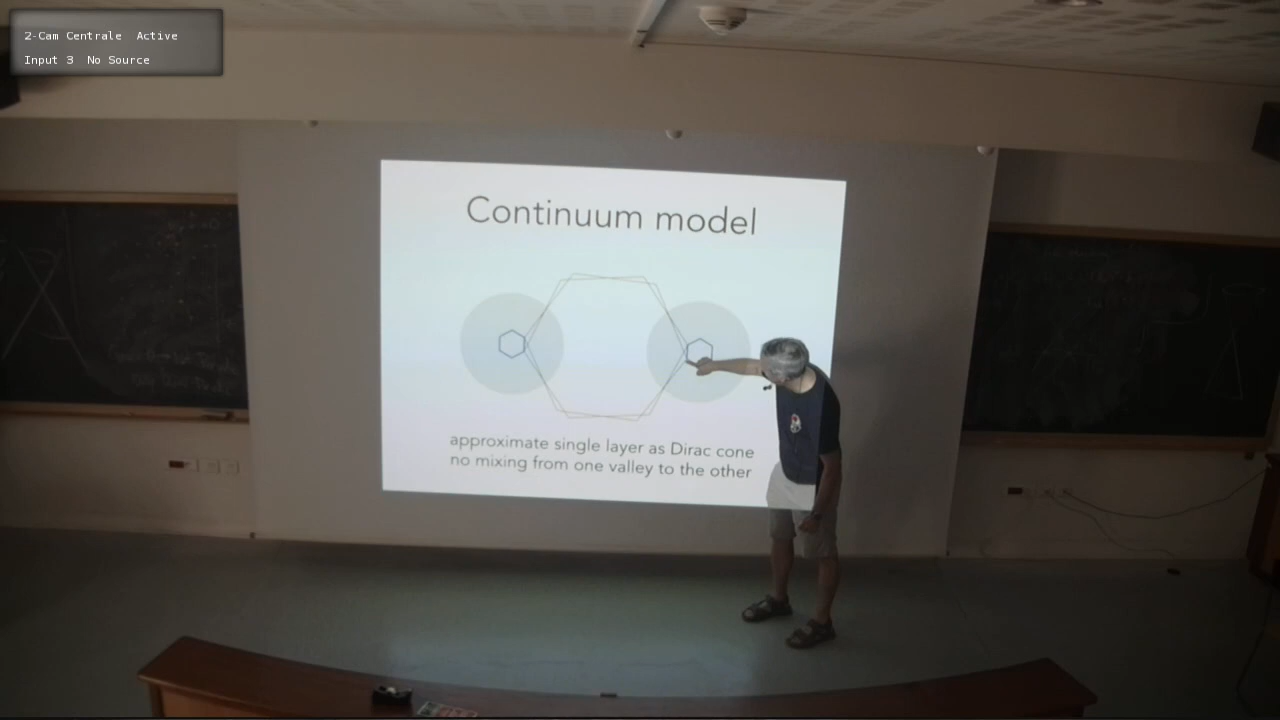 2-Cam Centrale Active
Input 3 No Source
Continuum model
approximate single layer as Dirac cone
no mixing from one valley to the other